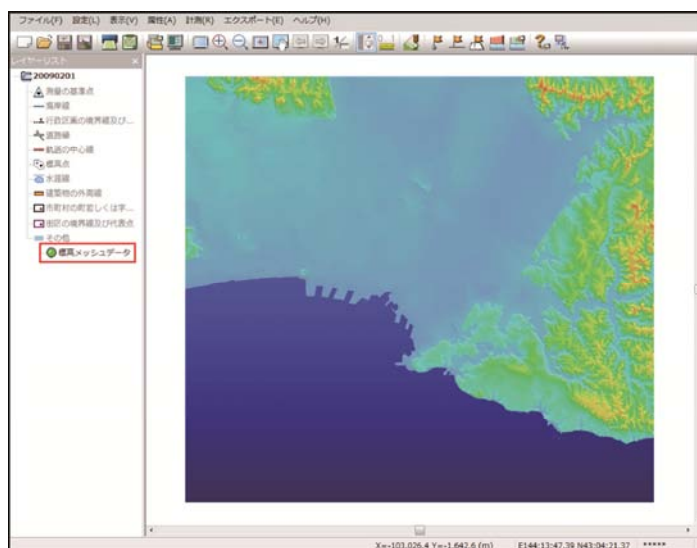 ファイル(F) 設定(L) 表示(V) 属性(A) 計測(R) エクスポート(E) ヘルプ(H)
レイヤーリスト ×
20090201
測量の基準点
海岸線
行政区画の境界線及び...
道路縁
軌道の中心線
標高点
水涯線
建築物の外周線
市町村の町若しくは字...
街区の境界線及び代表点
その他
標高メッシュデータ
X=-103,026.4 Y=-1,642.6 (m) E144:13:47.39 N43:04:21.37 *****